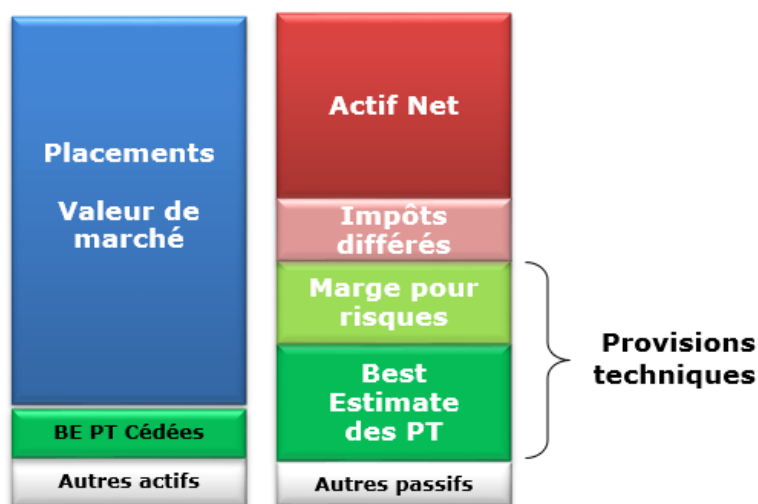 Placements
Valeur de
marché
BE PT Cédées
Autres actifs
Actif Net
Impôts
différés
Marge pour
risques
Best
Estimate
des PT
Autres passifs
Provisions
techniques